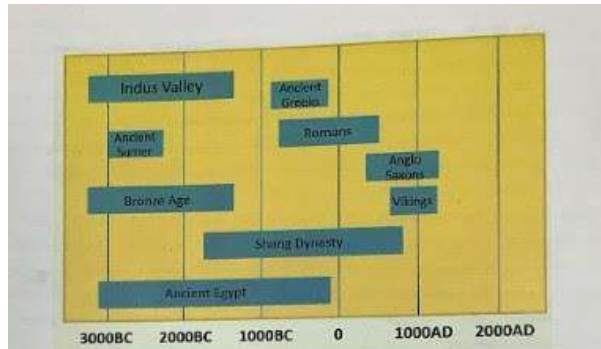 Indus Valley
Ancient
Greeks
Romans
Ancient
Sumer
Anglo
Saxons
Bronze Age
Vikings
Shang Dynasty
Ancient Egypt
3000BC 2000BC 1000BC 0 1000AD 2000AD